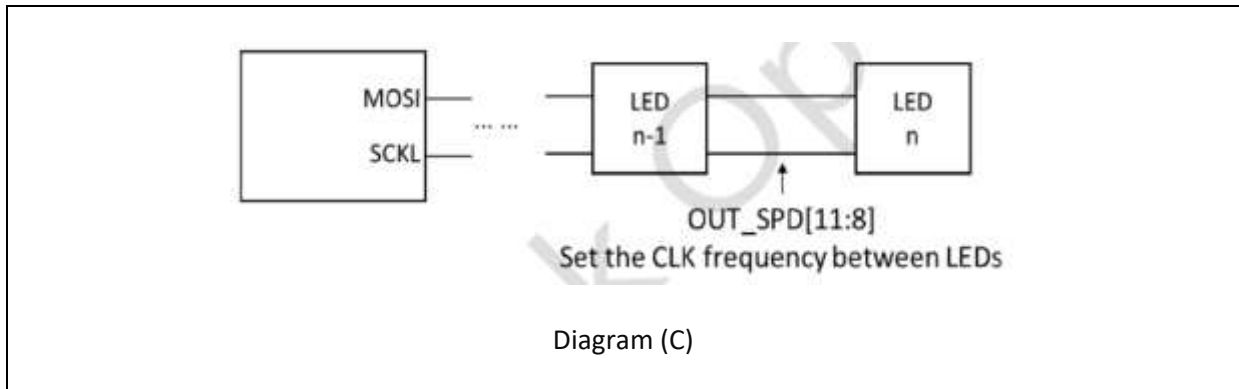 MOSI
SCKL
... ...
LED
n-1
LED
n
OUT_SPD[11:8]
Set the CLK frequency between LEDs
Diagram (C)